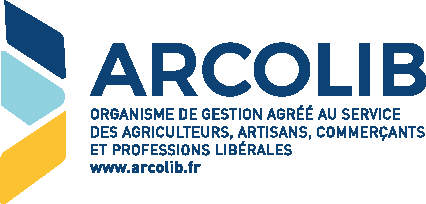 ARCOLIB
ORGANISME DE GESTION AGRÉÉ AU SERVICE
DES AGRICULTEURS, ARTISANS, COMMERÇANTS
ET PROFESSIONS LIBÉRALES
www.arcolib.fr